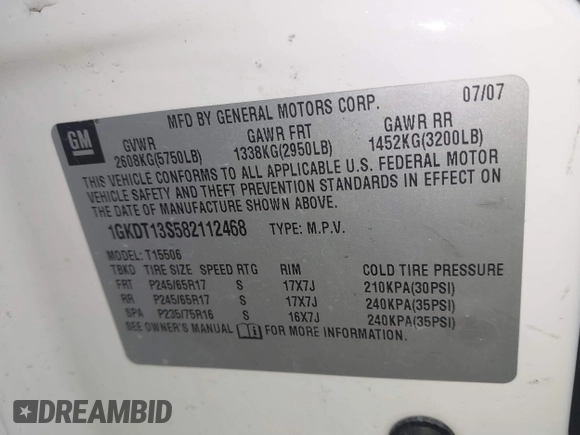 MFD BY GENERAL MOTORS CORP. 07/07
GM
GVWR GAWR FRT GAWR RR
2608KG(5750LB) 1338KG(2950LB) 1452KG(3200LB)
THIS VEHICLE CONFORMS TO ALL APPLICABLE U.S. FEDERAL MOTOR
VEHICLE SAFETY AND THEFT PREVENTION STANDARDS IN EFFECT ON
THE DATE OF MANUFACTURE SHOWN ABOVE.
1GKDT13S582112468 TYPE: M.P.V.
MODEL: T15506
TBKD TIRE SIZE SPEED RTG RIM COLD TIRE PRESSURE
FRT P245/65R17 S 17X7J 210KPA(30PSI)
RR P245/65R17 S 17X7J 240KPA(35PSI)
SPA P235/75R16 S 16X7J 240KPA(35PSI)
SEE OWNER'S MANUAL FOR MORE INFORMATION.
DREAMBID